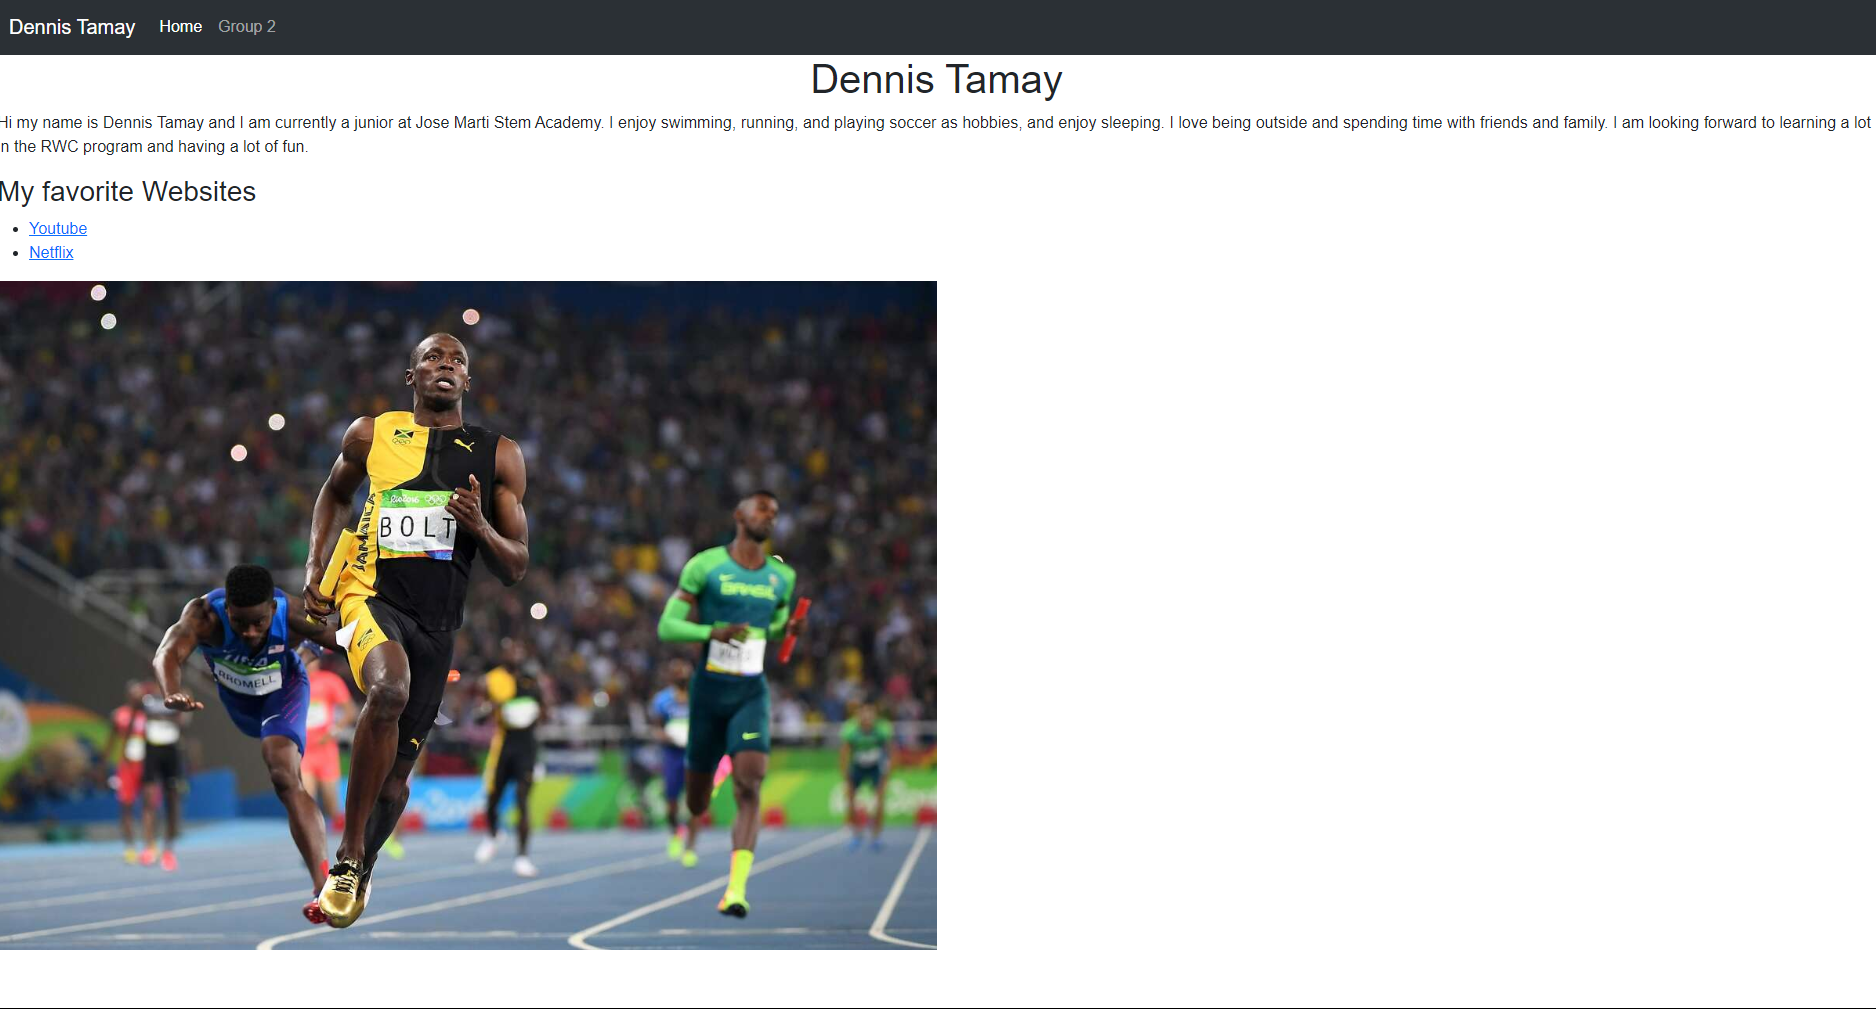 Dennis Tamay Home Group 2
Dennis Tamay
Hi my name is Dennis Tamay and I am currently a junior at Jose Marti Stem Academy. I enjoy swimming, running, and playing soccer as hobbies, and enjoy sleeping. I love being outside and spending time with friends and family. I am looking forward to learning a lot
in the RWC program and having a lot of fun.
My favorite Websites
Youtube
Netflix
Rio2016
BOLT
JAMAICA
BRASIL
USA
BROMELL